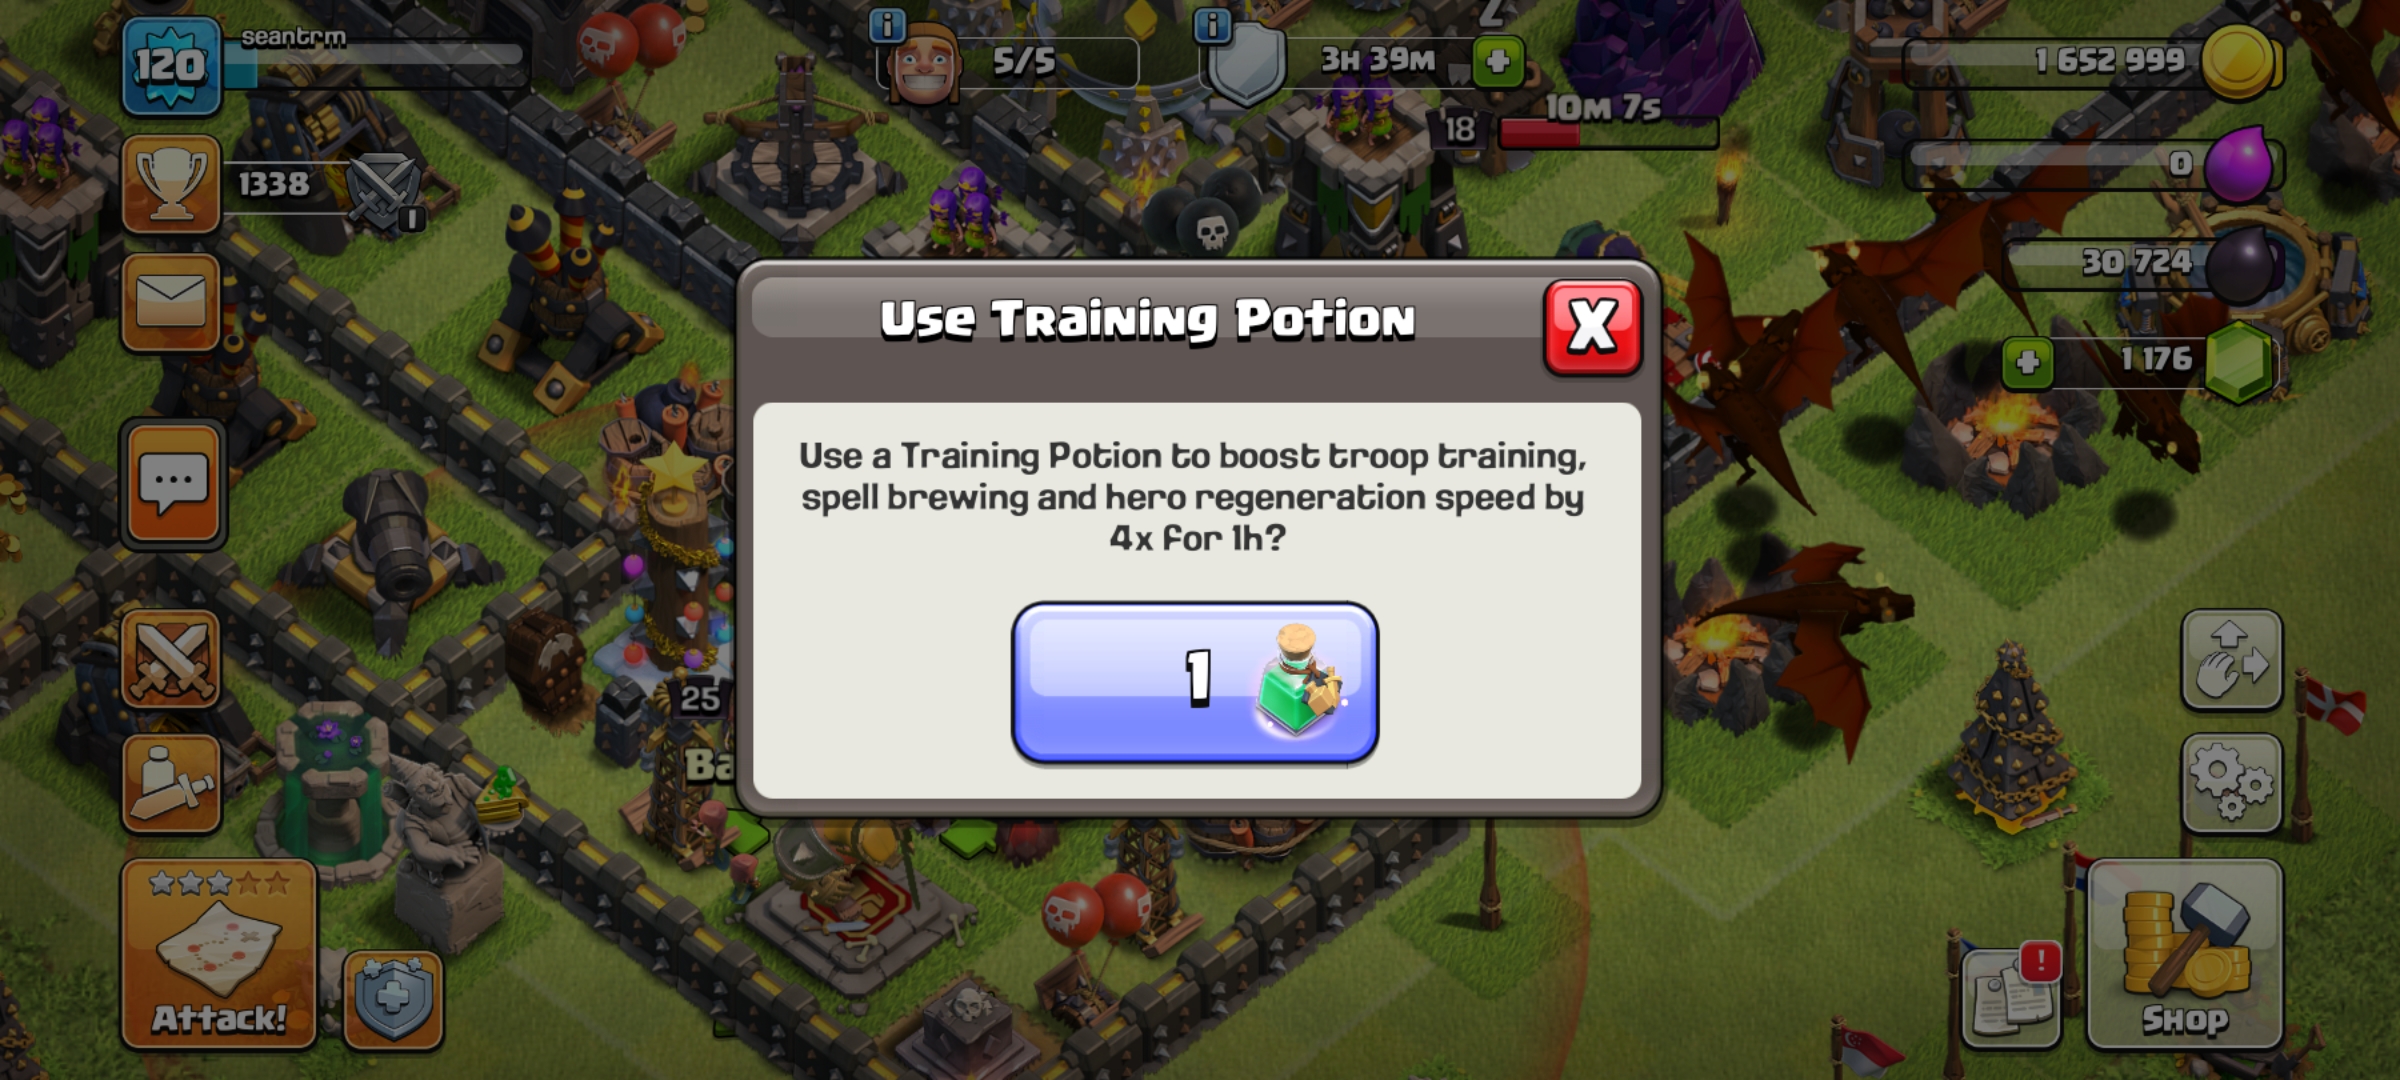 120
seantrm
5/5
3H 39M
1 652 999
10M 7s
18
1338
I
0
30 724
1 176
Use Training Potion
X
Use a Training Potion to boost troop training,
spell brewing and hero regeneration speed by
4x for 1h?
1
25
Ba
Attack!
!
Shop